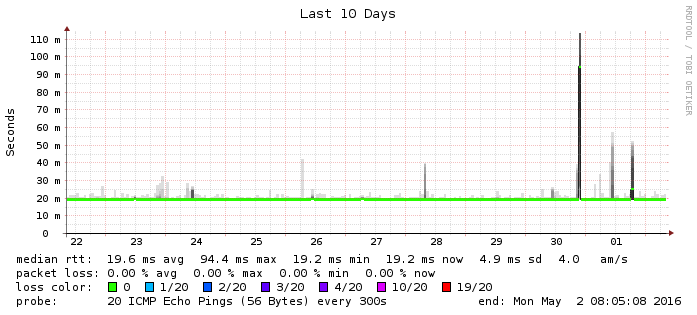 Last 10 Days
RRDTOOL / TOBI OETIKER
Seconds
110 m
100 m
90 m
80 m
70 m
60 m
50 m
40 m
30 m
20 m
10 m
0
22 23 24 25 26 27 28 29 30 01
median rtt: 19.6 ms avg 94.4 ms max 19.2 ms min 19.2 ms now 4.9 ms sd 4.0 am/s
packet loss: 0.00 % avg 0.00 % max 0.00 % min 0.00 % now
loss color: 0 1/20 2/20 3/20 4/20 10/20 19/20
probe: 20 ICMP Echo Pings (56 Bytes) every 300s end: Mon May 2 08:05:08 2016